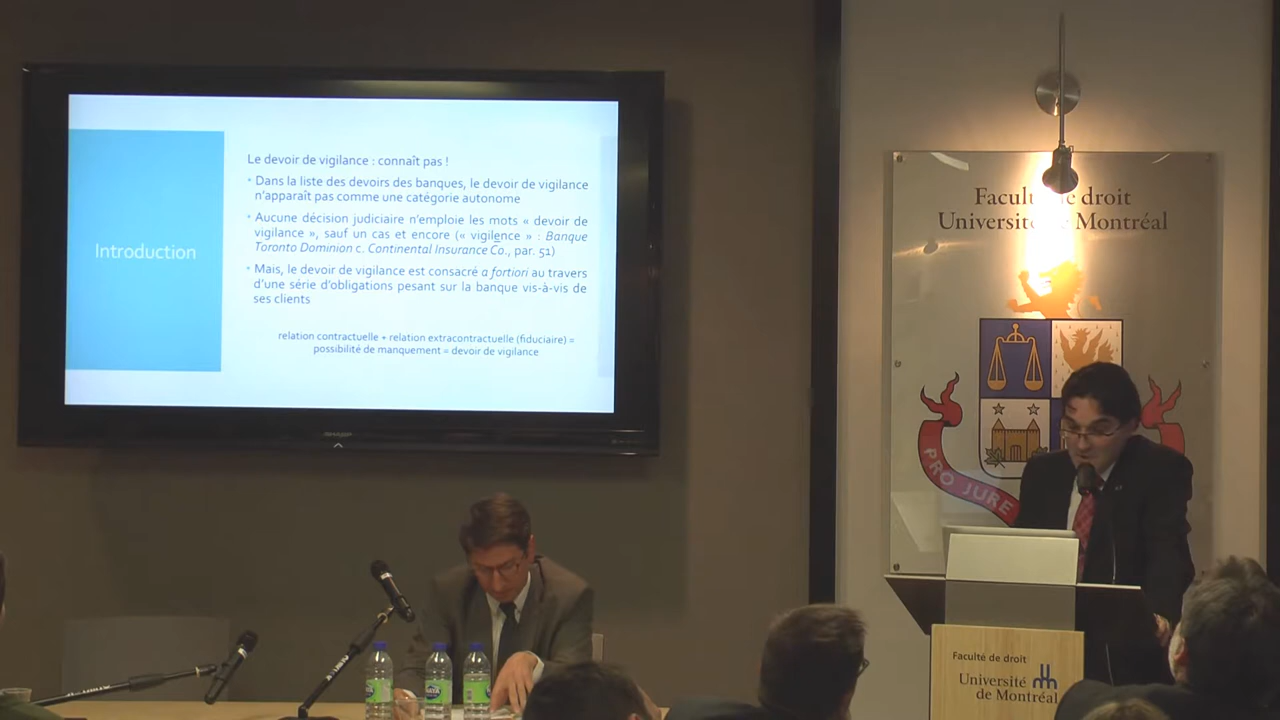 Introduction
Le devoir de vigilance : connaît pas !
• Dans la liste des devoirs des banques, le devoir de vigilance
n'apparaît pas comme une catégorie autonome
• Aucune décision judiciaire n'emploie les mots « devoir de
vigilance », sauf un cas et encore (« vigilence » : Banque
Toronto Dominion c. Continental Insurance Co., par. 51)
• Mais, le devoir de vigilance est consacré a fortiori au travers
d'une série d'obligations pesant sur la banque vis-à-vis de
ses clients
relation contractuelle + relation extracontractuelle (fiduciaire) =
possibilité de manquement = devoir de vigilance
SHARP
de droit
Montréal
PRO JURE
Faculté de droit
Université
de Montréal